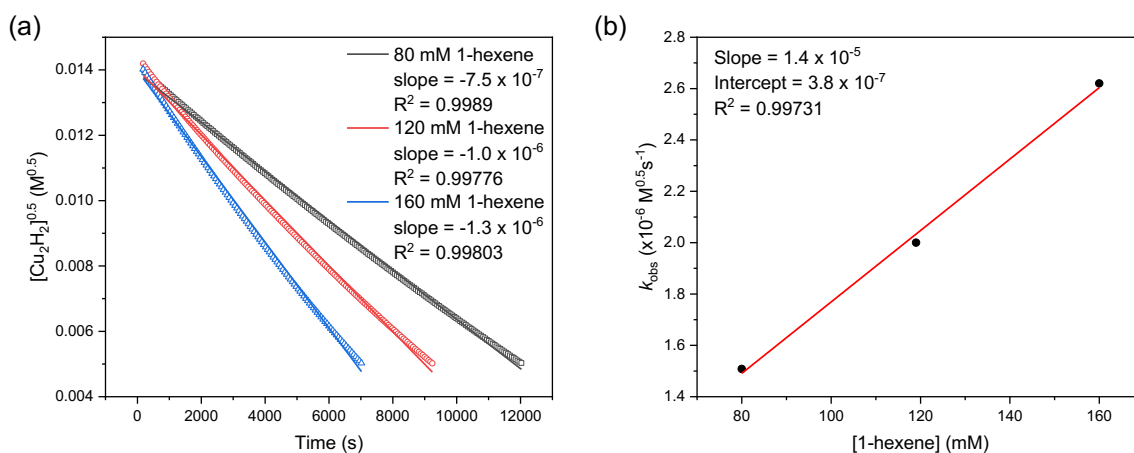 (a)
80 mM 1-hexene
slope = -7.5 x 10⁻⁷
R² = 0.9989
120 mM 1-hexene
slope = -1.0 x 10⁻⁶
R² = 0.99776
160 mM 1-hexene
slope = -1.3 x 10⁻⁶
R² = 0.99803
[Cu₂H₂]⁰·⁵ (M⁰·⁵)
0.014
0.012
0.010
0.008
0.006
0.004
0 2000 4000 6000 8000 10000 12000
Time (s)
(b)
Slope = 1.4 x 10⁻⁵
Intercept = 3.8 x 10⁻⁷
R² = 0.99731
k_obs (x10⁻⁶ M⁰·⁵s⁻¹)
2.8
2.6
2.4
2.2
2.0
1.8
1.6
1.4
80 100 120 140 160
[1-hexene] (mM)